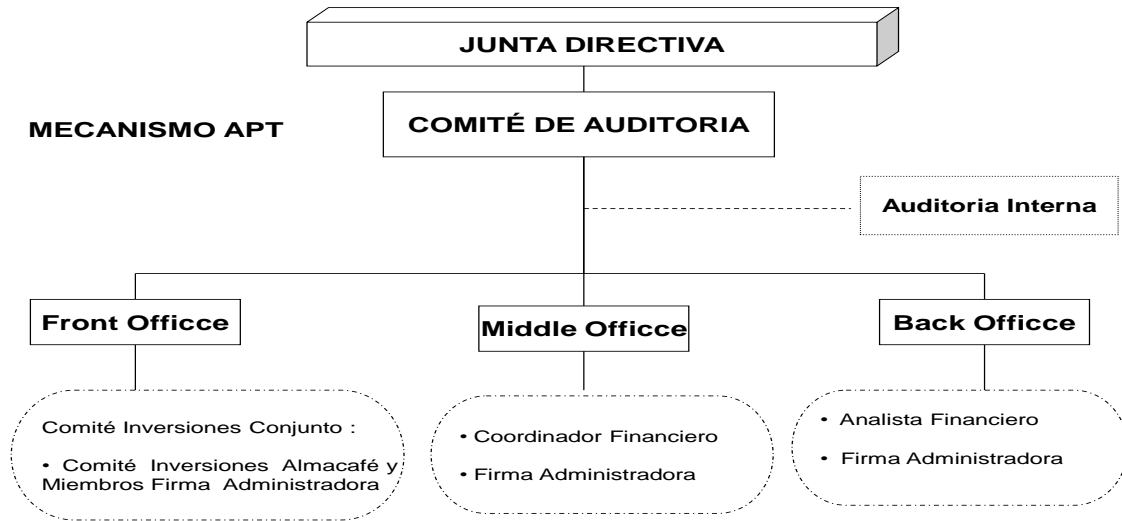 JUNTA DIRECTIVA
MECANISMO APT
COMITÉ DE AUDITORIA
Auditoria Interna
Front Officce
Middle Officce
Back Officce
Comité Inversiones Conjunto :
• Comité Inversiones Almacafé y
Miembros Firma Administradora
• Coordinador Financiero
• Firma Administradora
• Analista Financiero
• Firma Administradora